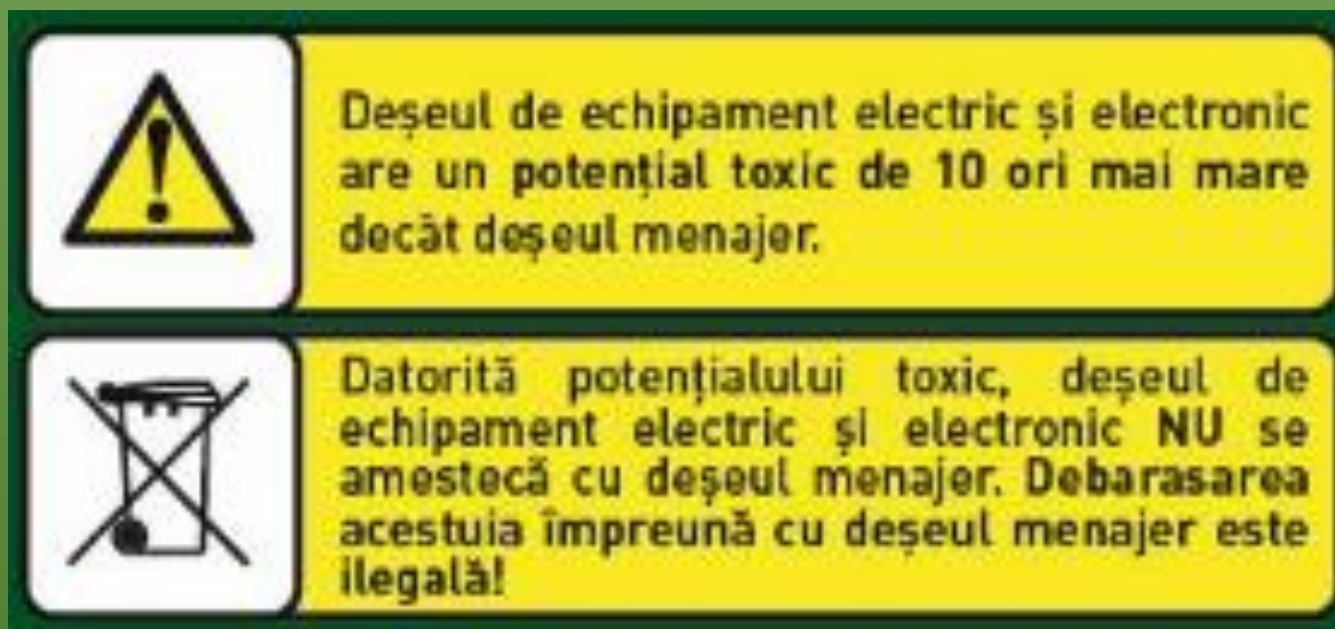 Deșeul de echipament electric și electronic
are un potențial toxic de 10 ori mai mare
decât deșeul menajer.
Datorită potențialului toxic, deșeul de
echipament electric și electronic NU se
amestecă cu deșeul menajer. Debarasarea
acestuia împreună cu deșeul menajer este
ilegală!